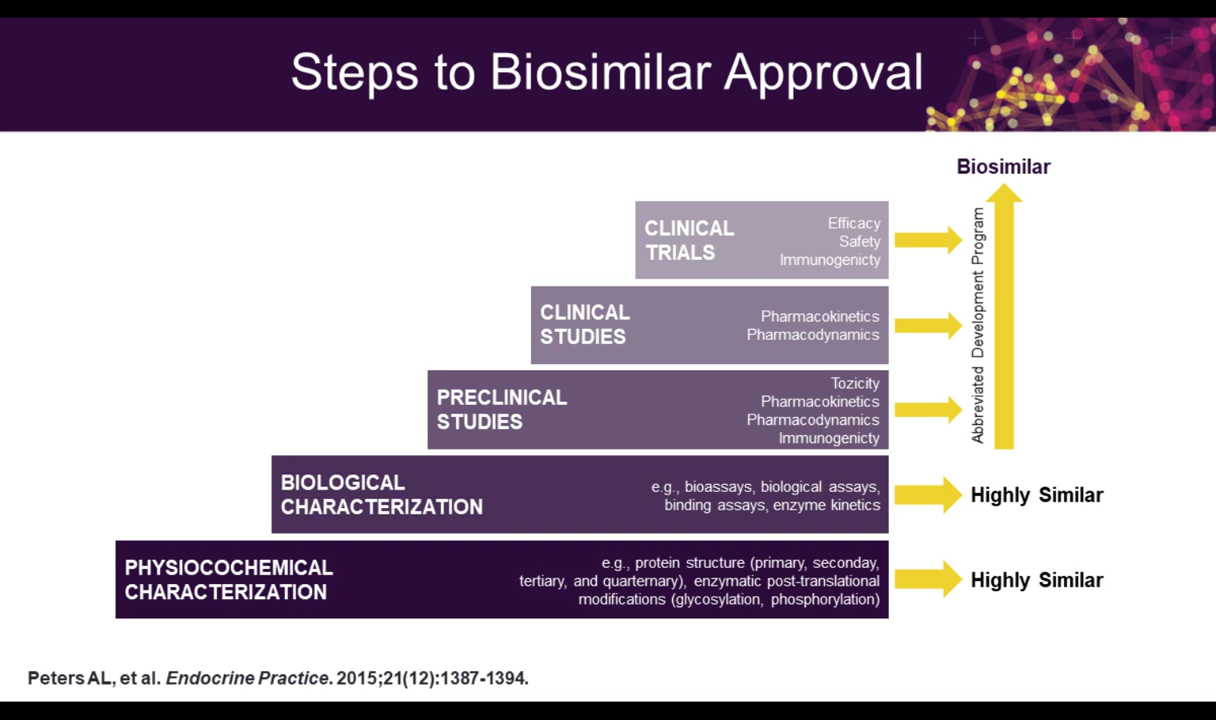 Steps to Biosimilar Approval
Biosimilar
CLINICAL
TRIALS
Efficacy
Safety
Immunogenicty
CLINICAL
STUDIES
Pharmacokinetics
Pharmacodynamics
PRECLINICAL
STUDIES
Tozicity
Pharmacokinetics
Pharmacodynamics
Immunogenicty
Abbreviated Development Program
BIOLOGICAL
CHARACTERIZATION
e.g., bioassays, biological assays,
binding assays, enzyme kinetics
Highly Similar
PHYSIOCOCHEMICAL
CHARACTERIZATION
e.g., protein structure (primary, seconday,
tertiary, and quarternary), enzymatic post-translational
modifications (glycosylation, phosphorylation)
Highly Similar
Peters AL, et al. Endocrine Practice. 2015;21(12):1387-1394.